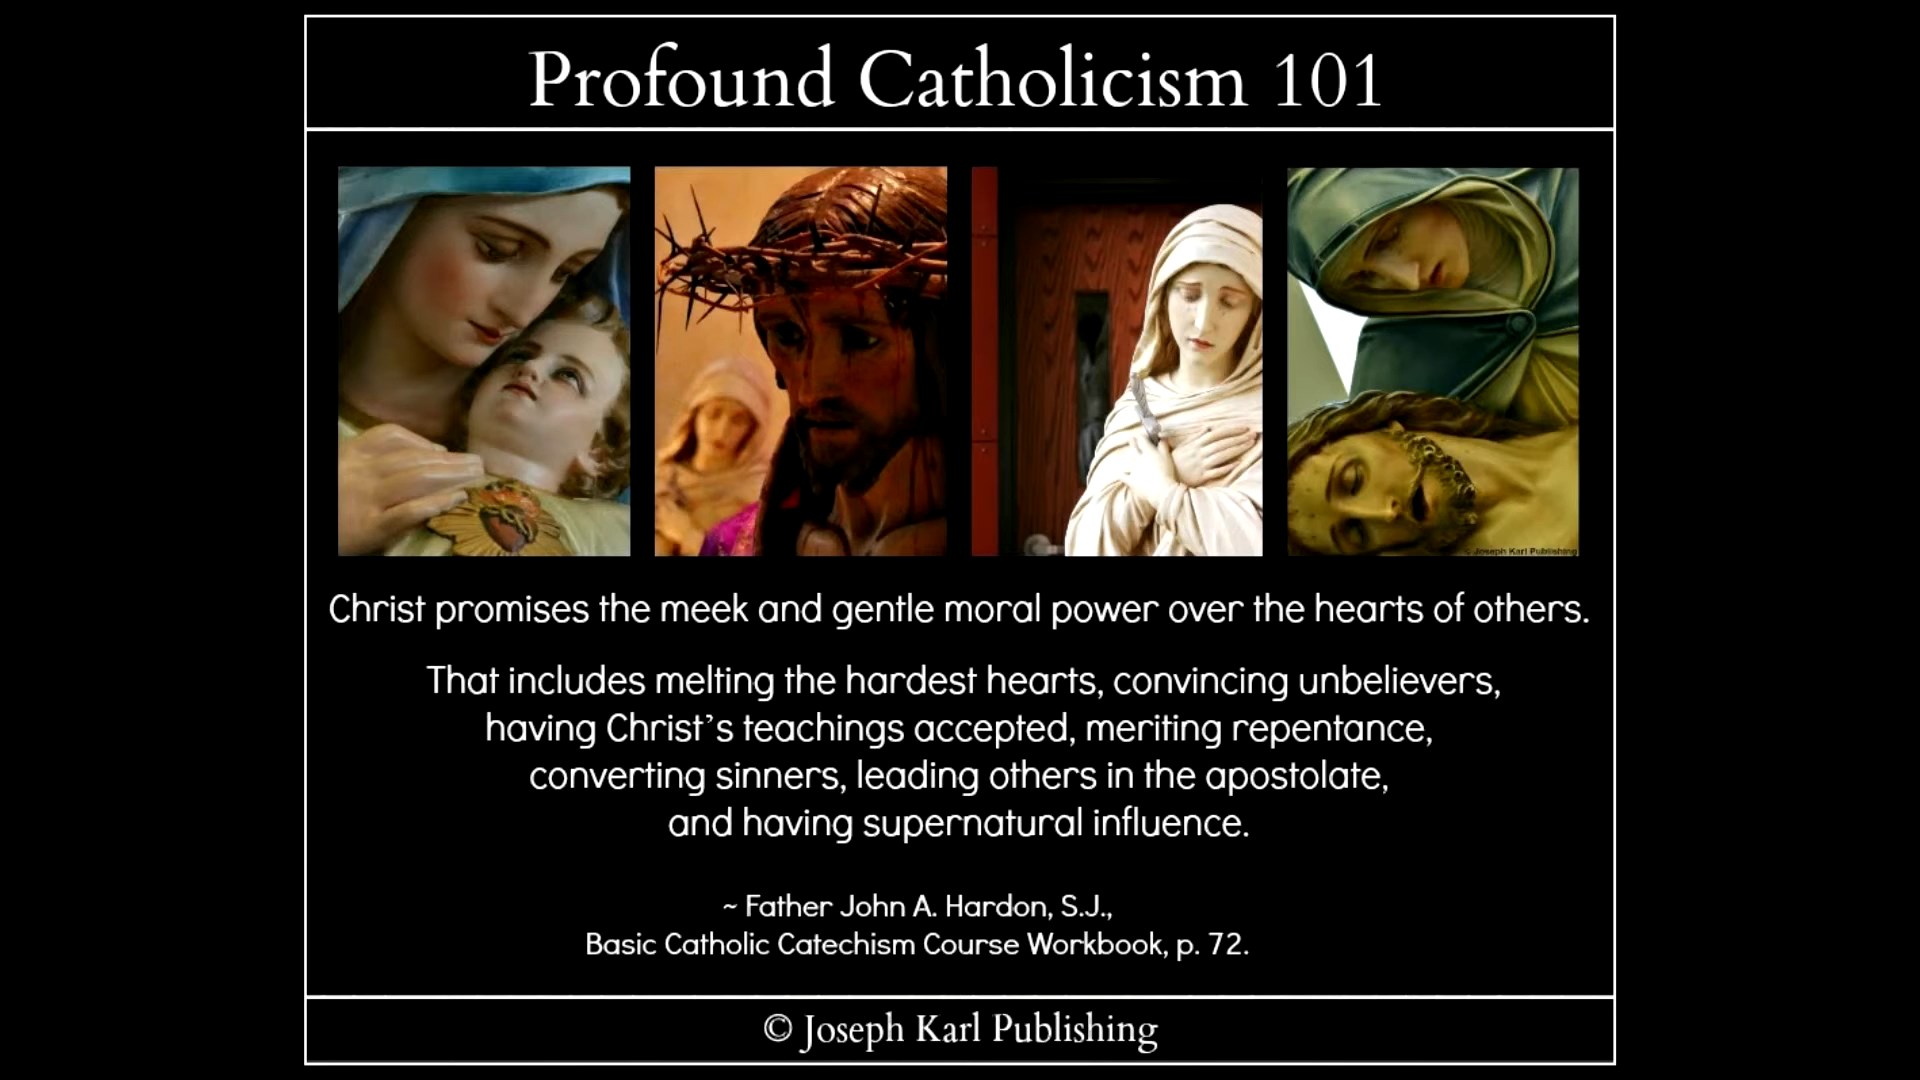 Profound Catholicism 101
© Joseph Karl Publishing
Christ promises the meek and gentle moral power over the hearts of others.
That includes melting the hardest hearts, convincing unbelievers,
having Christ’s teachings accepted, meriting repentance,
converting sinners, leading others in the apostolate,
and having supernatural influence.
~ Father John A. Hardon, S.J.,
Basic Catholic Catechism Course Workbook, p. 72.
© Joseph Karl Publishing